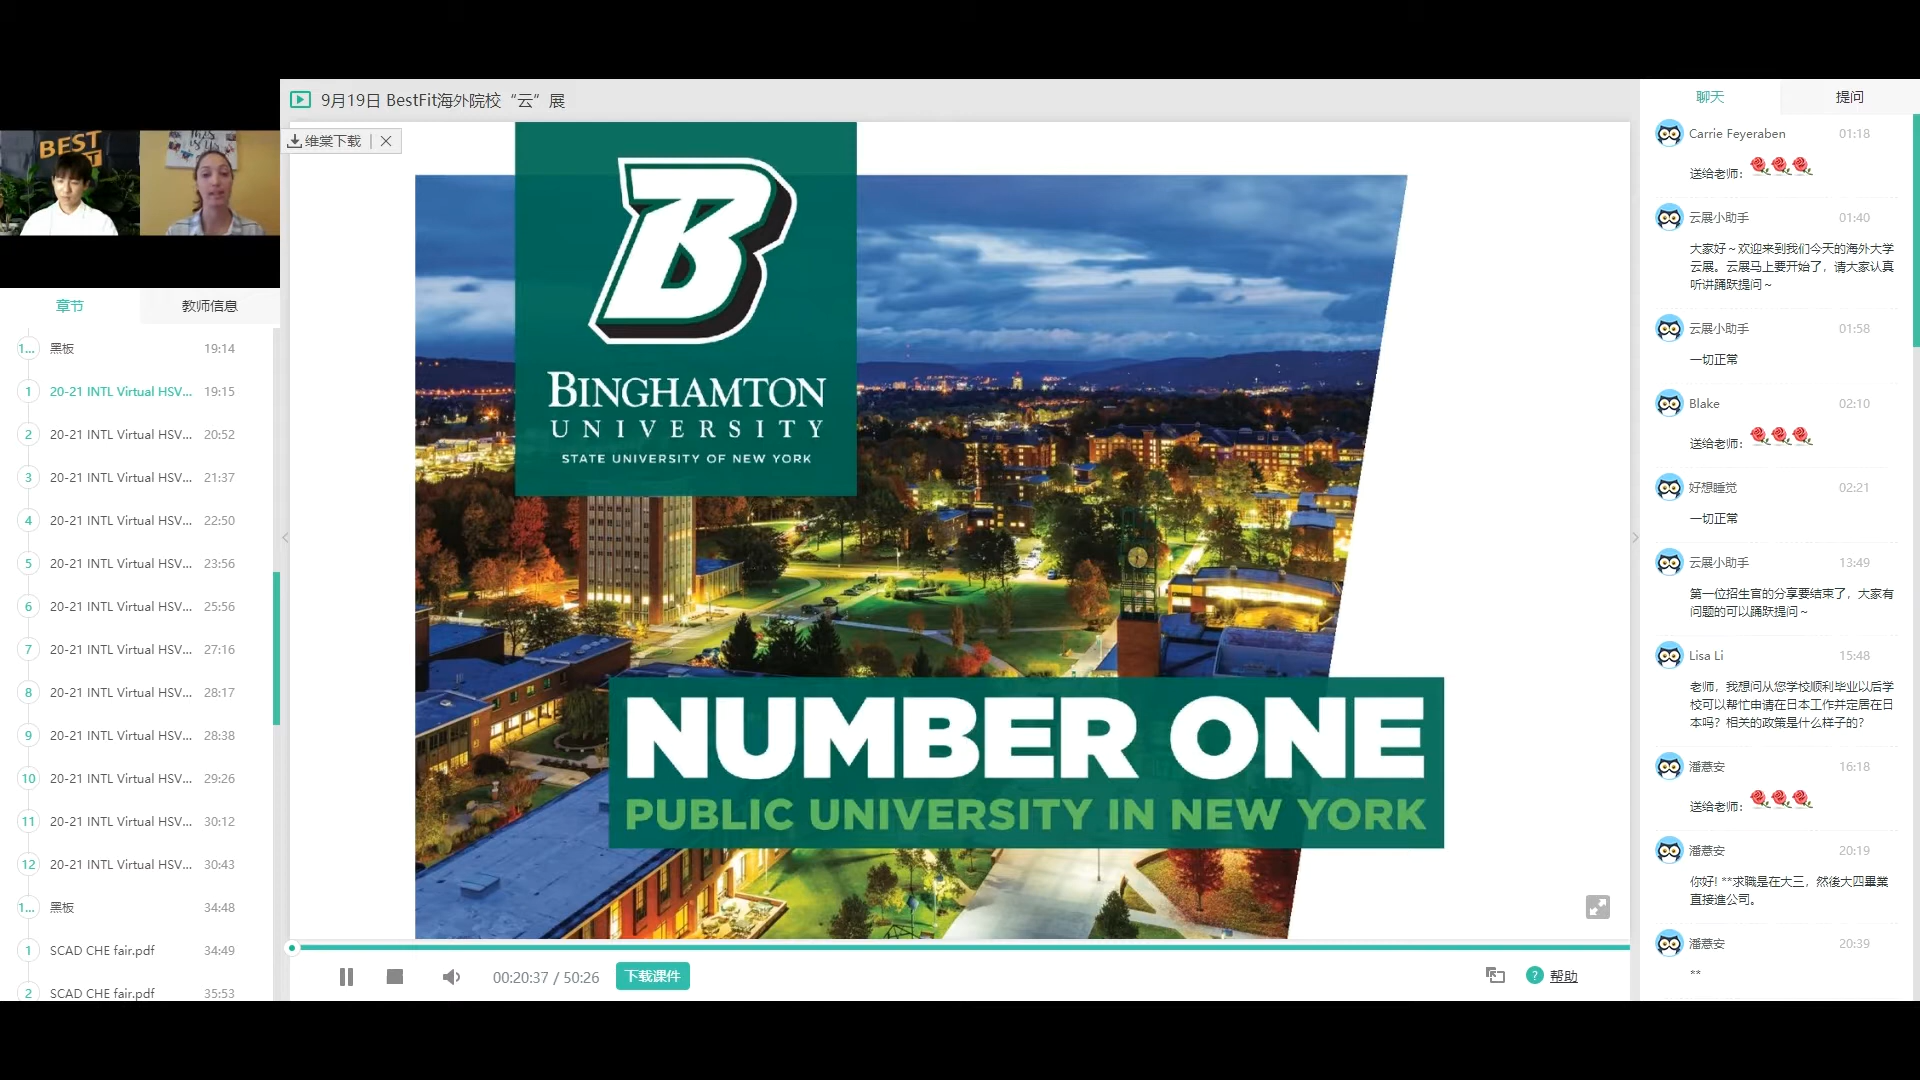 9月19日 BestFit海外院校“云”展
维棠下载
BEST
章节
教师信息
1... 黑板 19:14
1 20-21 INTL Virtual HSV... 19:15
2 20-21 INTL Virtual HSV... 20:52
3 20-21 INTL Virtual HSV... 21:37
4 20-21 INTL Virtual HSV... 22:50
5 20-21 INTL Virtual HSV... 23:56
6 20-21 INTL Virtual HSV... 25:56
7 20-21 INTL Virtual HSV... 27:16
8 20-21 INTL Virtual HSV... 28:17
9 20-21 INTL Virtual HSV... 28:38
10 20-21 INTL Virtual HSV... 29:26
11 20-21 INTL Virtual HSV... 30:12
12 20-21 INTL Virtual HSV... 30:43
1... 黑板 34:48
1 SCAD CHE fair.pdf 34:49
2 SCAD CHE fair.pdf 35:53
B
BINGHAMTON
UNIVERSITY
STATE UNIVERSITY OF NEW YORK
NUMBER ONE
PUBLIC UNIVERSITY IN NEW YORK
00:20:37 / 50:26
下载课件
? 帮助
聊天
提问
Carrie Feyeraben 01:18
送给老师:
云展小助手 01:40
大家好～欢迎来到我们今天的海外大学
云展。云展马上要开始了，请大家认真
听讲踊跃提问～
云展小助手 01:58
一切正常
Blake 02:10
送给老师:
好想睡觉 02:21
一切正常
云展小助手 13:49
第一位招生官的分享要结束了，大家有
问题的可以踊跃提问～
Lisa Li 15:48
老师，我想问从您学校顺利毕业以后学
校可以帮忙申请在日本工作并定居在日
本吗？相关的政策是什么样子的？
潘薏安 16:18
送给老师:
潘薏安 20:19
你好! **求職是在大三，然後大四畢業
直接進公司。
潘薏安 20:39
**